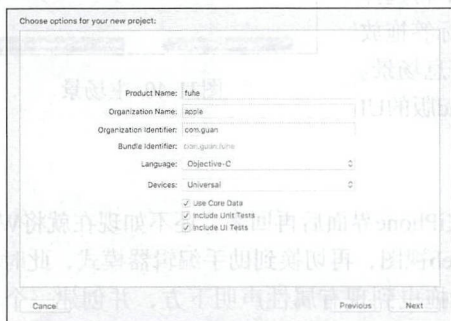 Choose options for your new project:
Product Name: fuhe
Organization Name: apple
Organization Identifier: com.guan
Bundle Identifier: com.guan.fuhe
Language: Objective-C
Devices: Universal
Use Core Data
Include Unit Tests
Include UI Tests
Cancel Previous Next